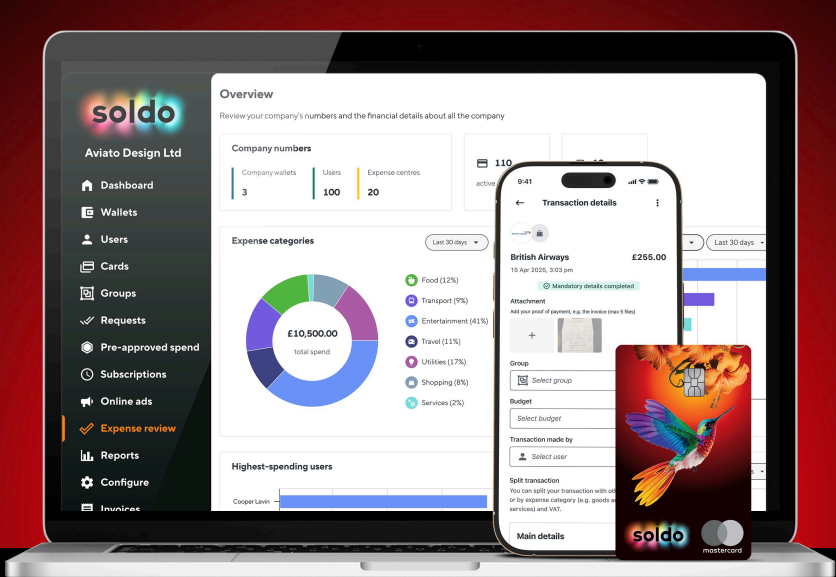 soldo
Aviato Design Ltd
Dashboard
Wallets
Users
Cards
Groups
Requests
Pre-approved spend
Subscriptions
Online ads
Expense review
Reports
Configure
Invoices
Overview
Review your company's numbers and the financial details about all the company
Company numbers
Company wallets
3
Users
100
Expense centres
20
110
active
Expense categories
Last 30 days
£10,500.00
total spend
Food (12%)
Transport (9%)
Entertainment (41%)
Travel (11%)
Utilities (17%)
Shopping (8%)
Services (2%)
Last 30 days
Highest-spending users
Cooper Levin
9:41
Transaction details
British Airways
£255.00
15 Apr 2025, 3:03 pm
Mandatory details completed
Attachment
Add your proof of payment, e.g. the invoice (max 5 files)
+
Group
Select group
Budget
Select budget
Transaction made by
Select user
Split transaction
You can split your transaction with
or by expense category (e.g. goods
services) and VAT.
Main details
soldo
mastercard